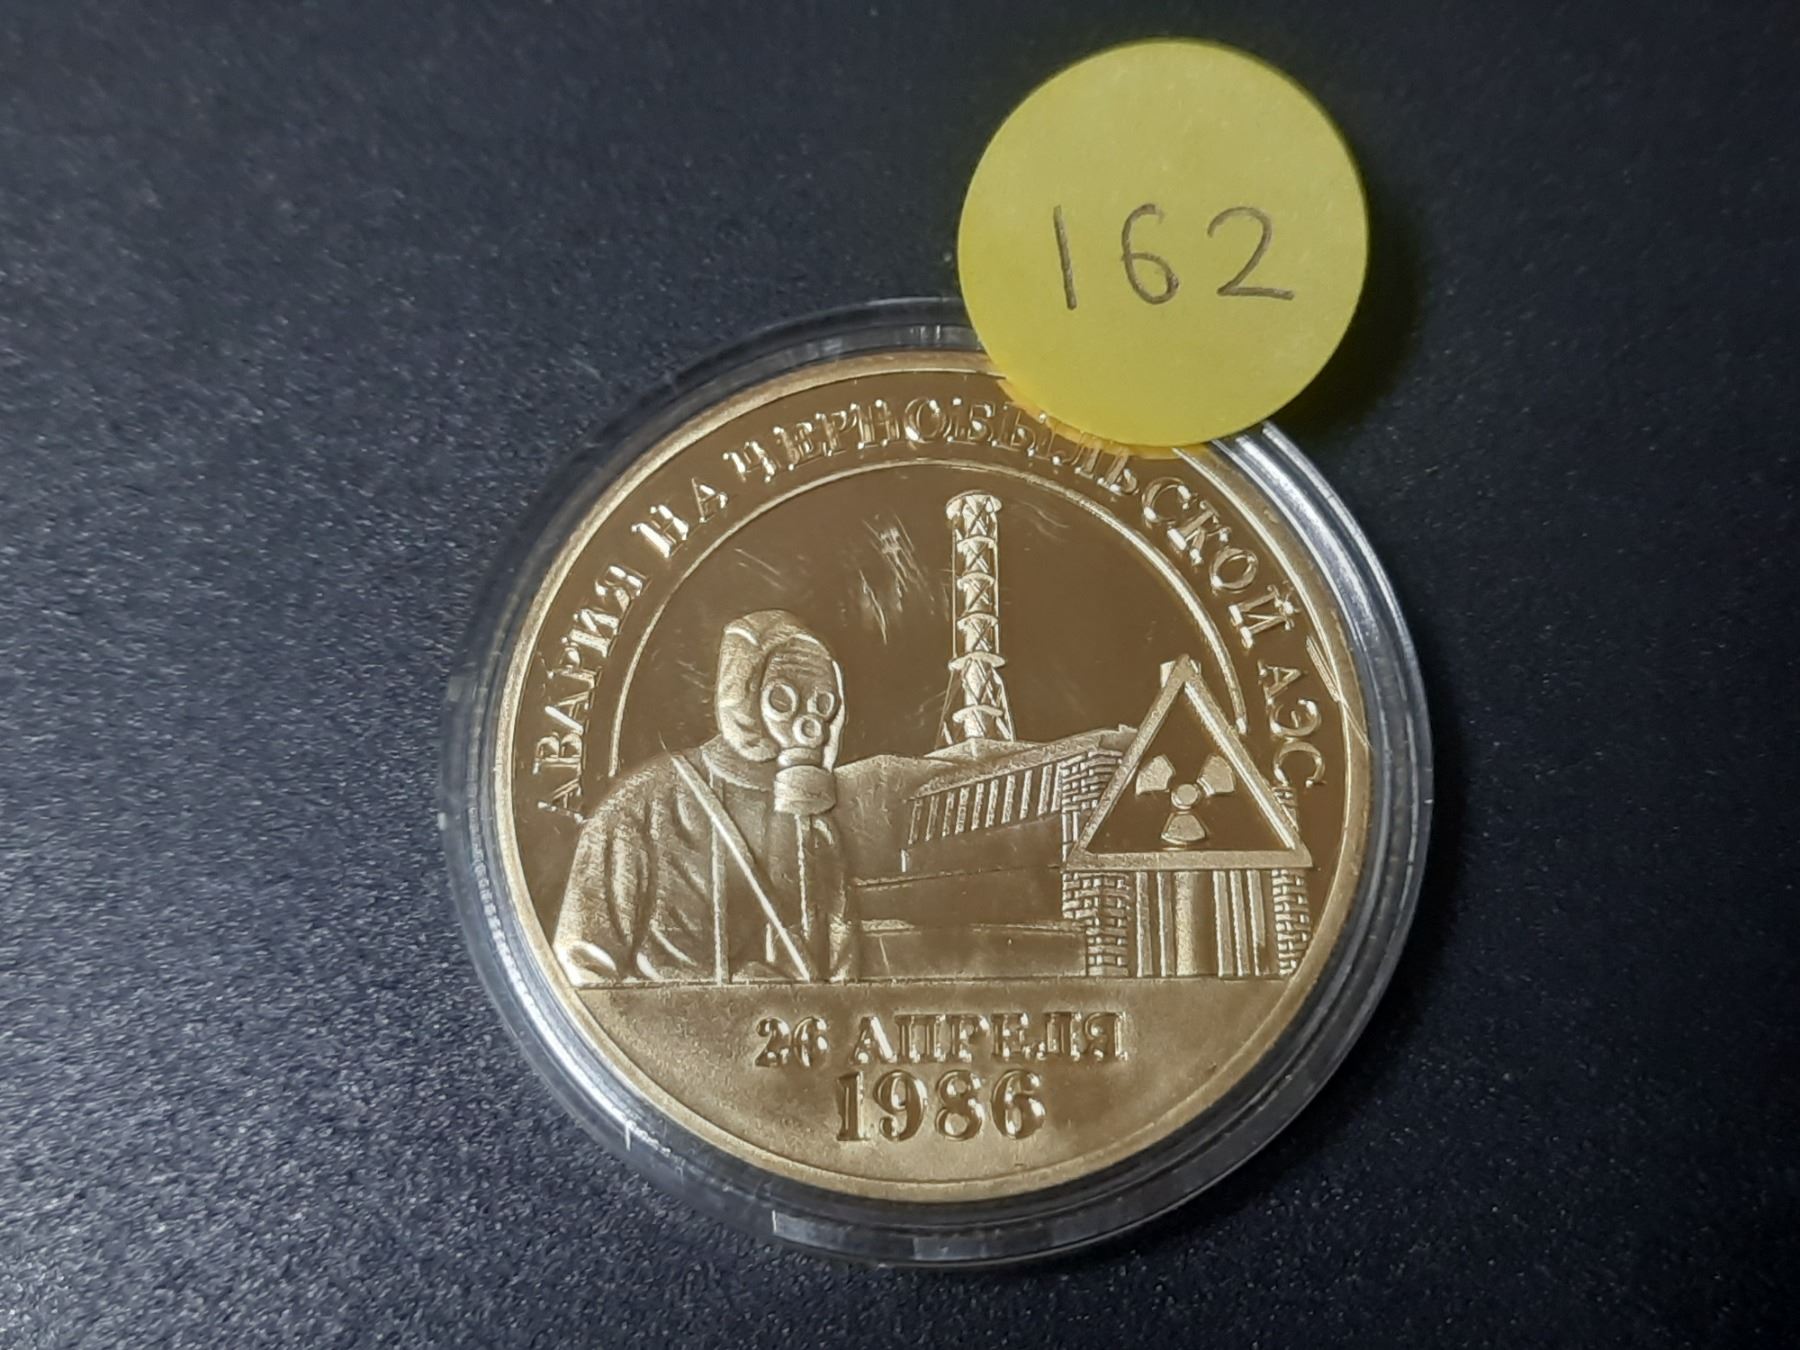 162
АВАРИЯ НА ЧЕРНОБЫЛЬСКОЙ АЭС
26 АПРЕЛЯ
1986